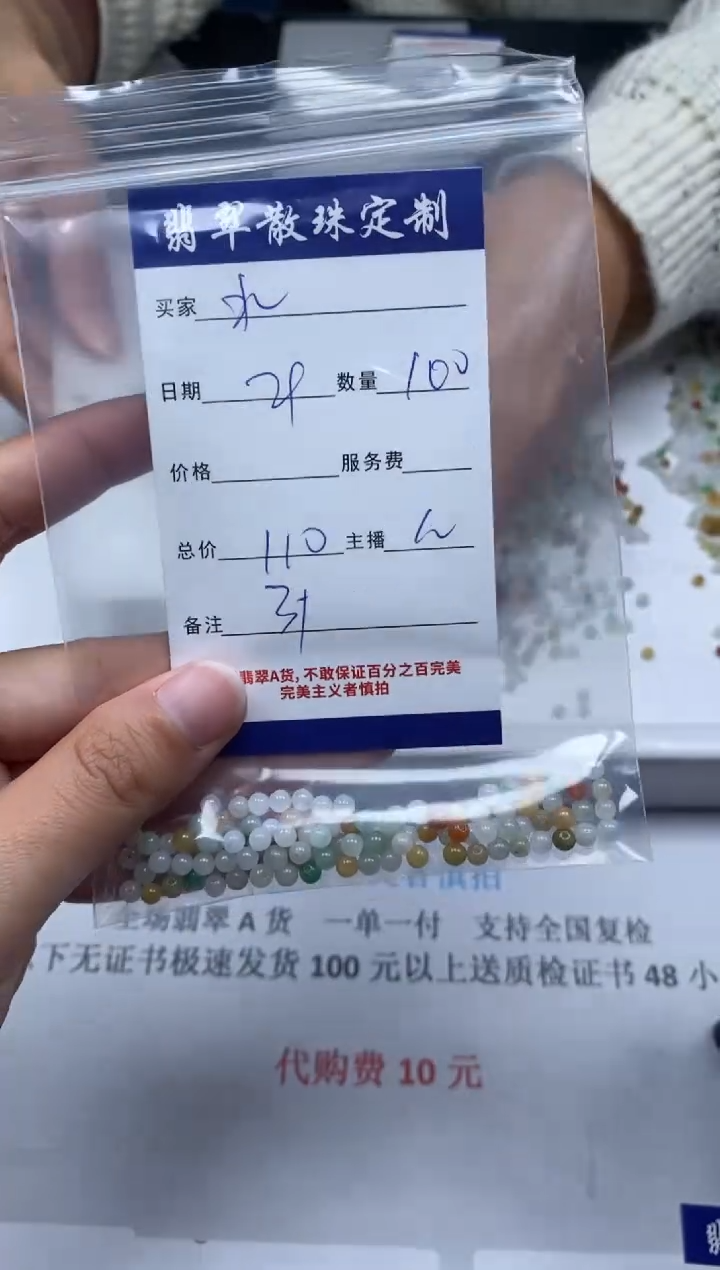 翡翠散珠定制
买家
日期 数量 100
价格 服务费
总价 110 主播
备注
翡翠A货,不敢保证百分之百完美
完美主义者慎拍
慎拍
全场翡翠 A 货 一单一付 支持全国复检
下无证书极速发货 100 元以上送质检证书 48 小
代购费 10 元